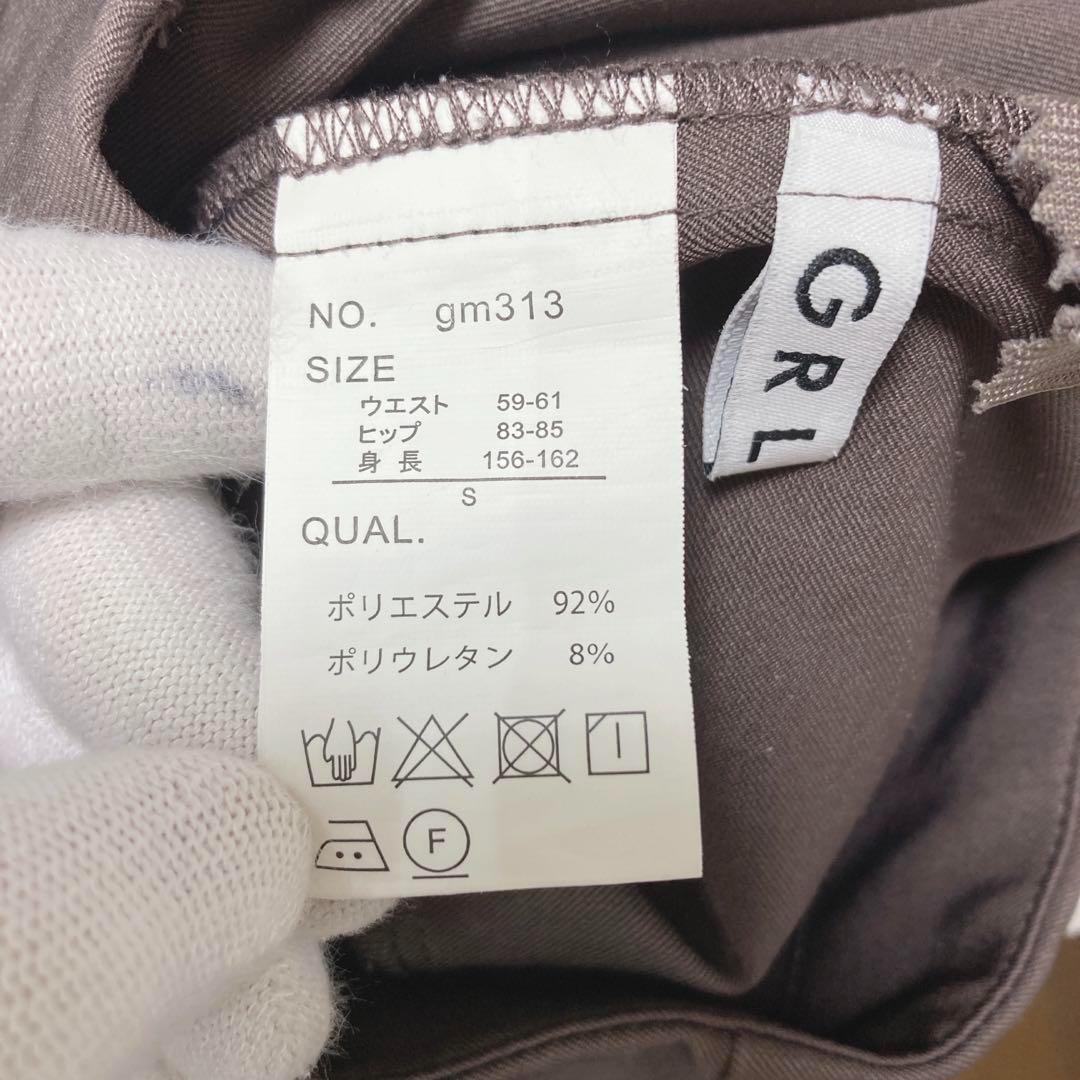 NO. gm313
SIZE
ウエスト 59-61
ヒップ 83-85
身 長 156-162
S
QUAL.
ポリエステル 92%
ポリウレタン 8%
F
GRL